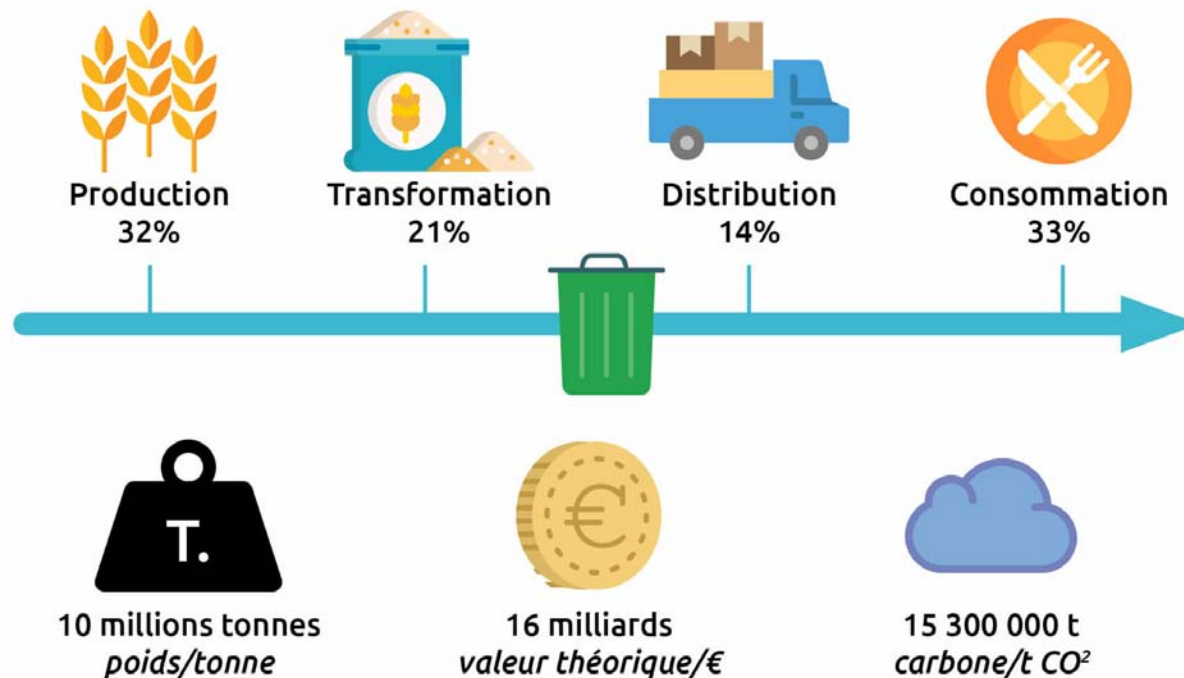 Production
32%
Transformation
21%
Distribution
14%
Consommation
33%
T.
10 millions tonnes
poids/tonne
16 milliards
valeur théorique/€
15 300 000 t
carbone/t CO²